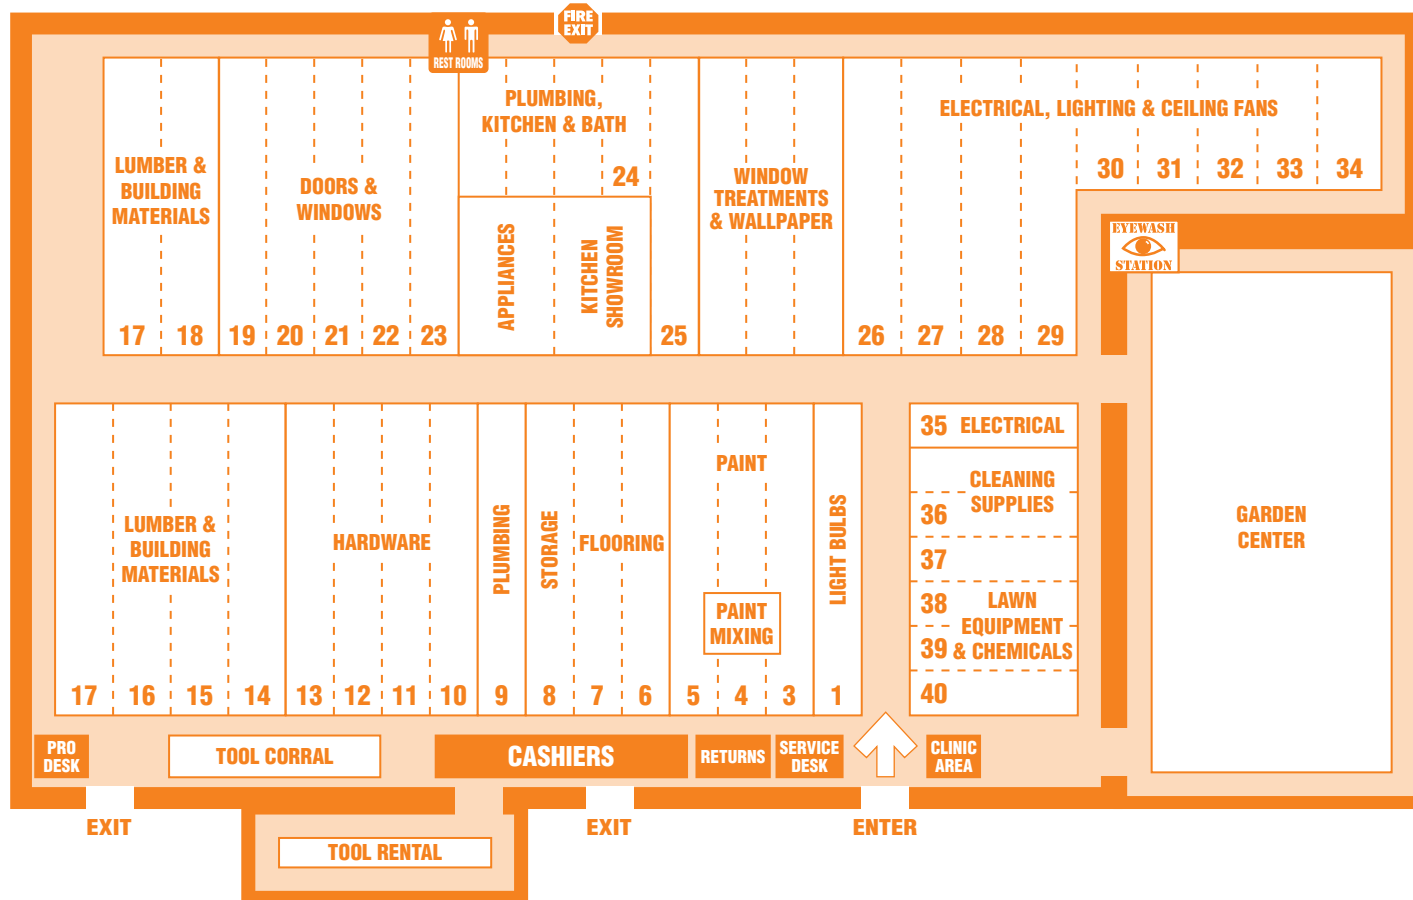 FIRE
EXIT
REST ROOMS
PLUMBING,
KITCHEN & BATH
ELECTRICAL, LIGHTING & CEILING FANS
LUMBER &
BUILDING
MATERIALS
DOORS &
WINDOWS
24
WINDOW
TREATMENTS
& WALLPAPER
30 31 32 33 34
APPLIANCES
KITCHEN
SHOWROOM
EYEWASH
STATION
17 18 19 20 21 22 23 25 26 27 28 29
35 ELECTRICAL
PAINT
CLEANING
SUPPLIES
36
37
LUMBER &
BUILDING
MATERIALS
HARDWARE
PLUMBING
STORAGE
FLOORING
LIGHT BULBS
GARDEN
CENTER
PAINT
MIXING
38
LAWN
EQUIPMENT
39 & CHEMICALS
40
17 16 15 14 13 12 11 10 9 8 7 6 5 4 3 1
PRO
DESK
TOOL CORRAL
CASHIERS
RETURNS
SERVICE
DESK
CLINIC
AREA
EXIT
EXIT
ENTER
TOOL RENTAL